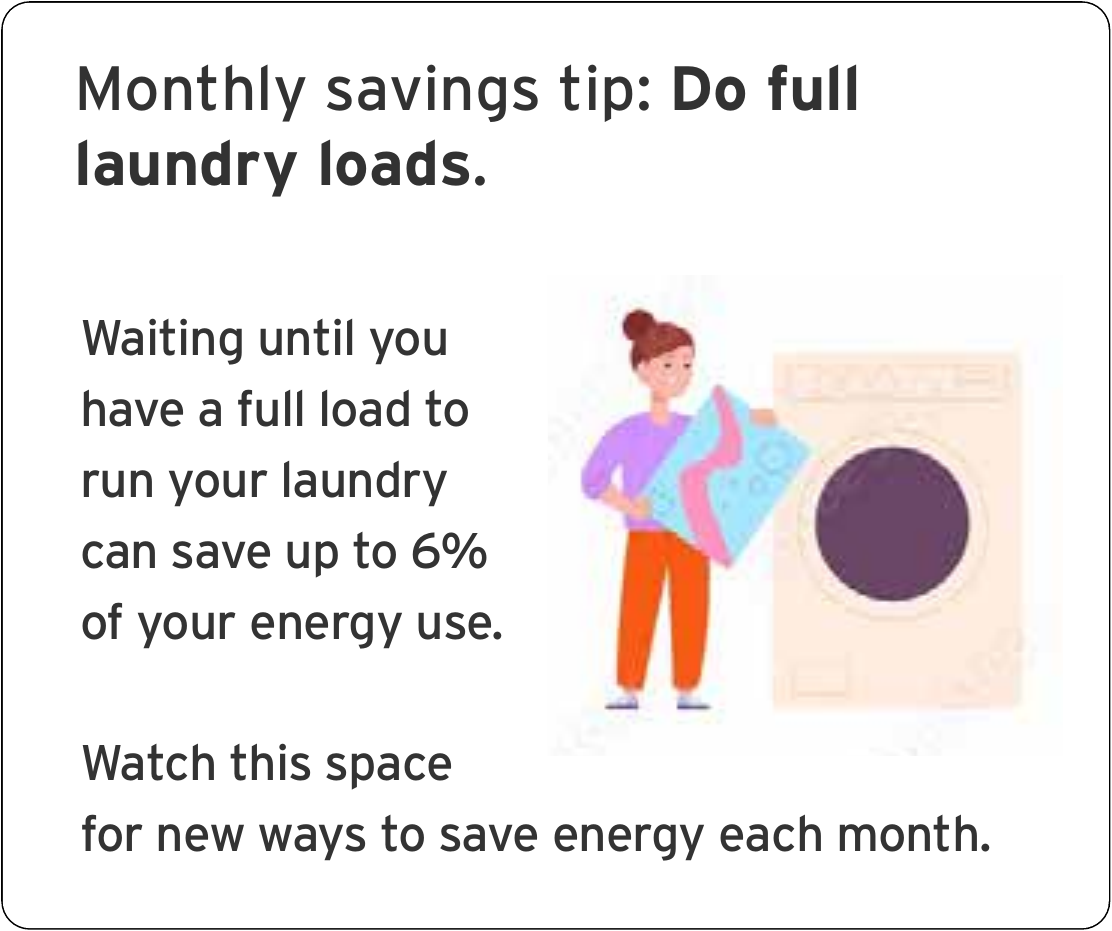 Monthly savings tip: Do full
laundry loads.
Waiting until you
have a full load to
run your laundry
can save up to 6%
of your energy use.
Watch this space
for new ways to save energy each month.